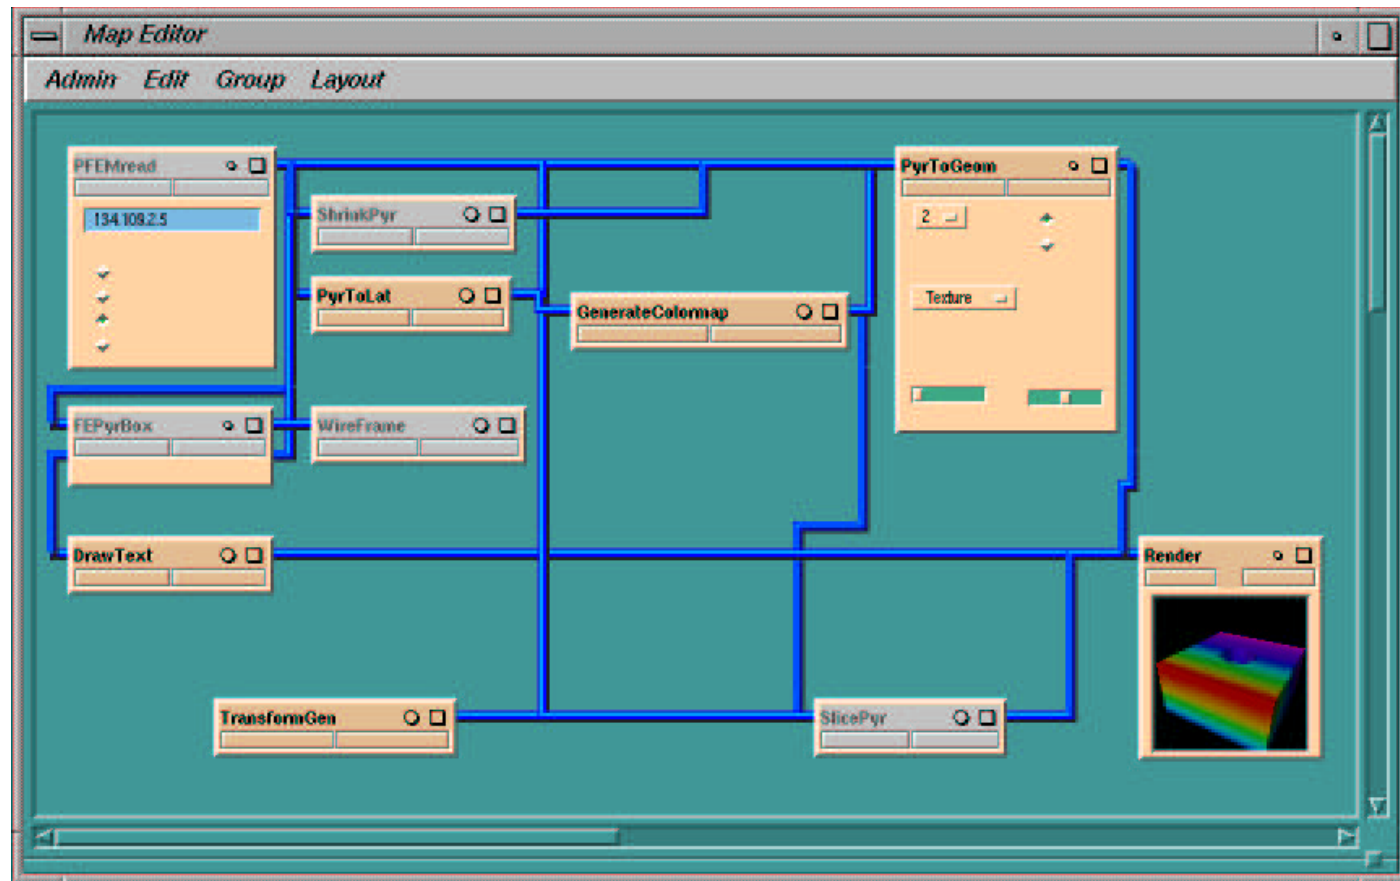 Map Editor
Admin Edit Group Layout
PFEMread
134.109.2.5
ShrinkPyr
PyrToLat
GenerateColormap
PyrToGeom
2
Texture
FEPyrBox
WireFrame
DrawText
Render
TransformGen
SlicePyr